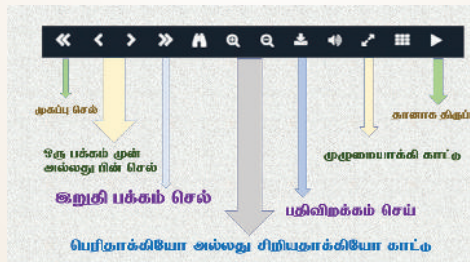 முகப்பு செல்
தானாக திருப்பு
ஒரு பக்கம் முன்
அல்லது பின் செல்
முழுமையாக்கி காட்டு
இறுதி பக்கம் செல்
பதிவிறக்கம் செய்
பெரிதாக்கியோ அல்லது சிறியதாக்கியோ காட்டு